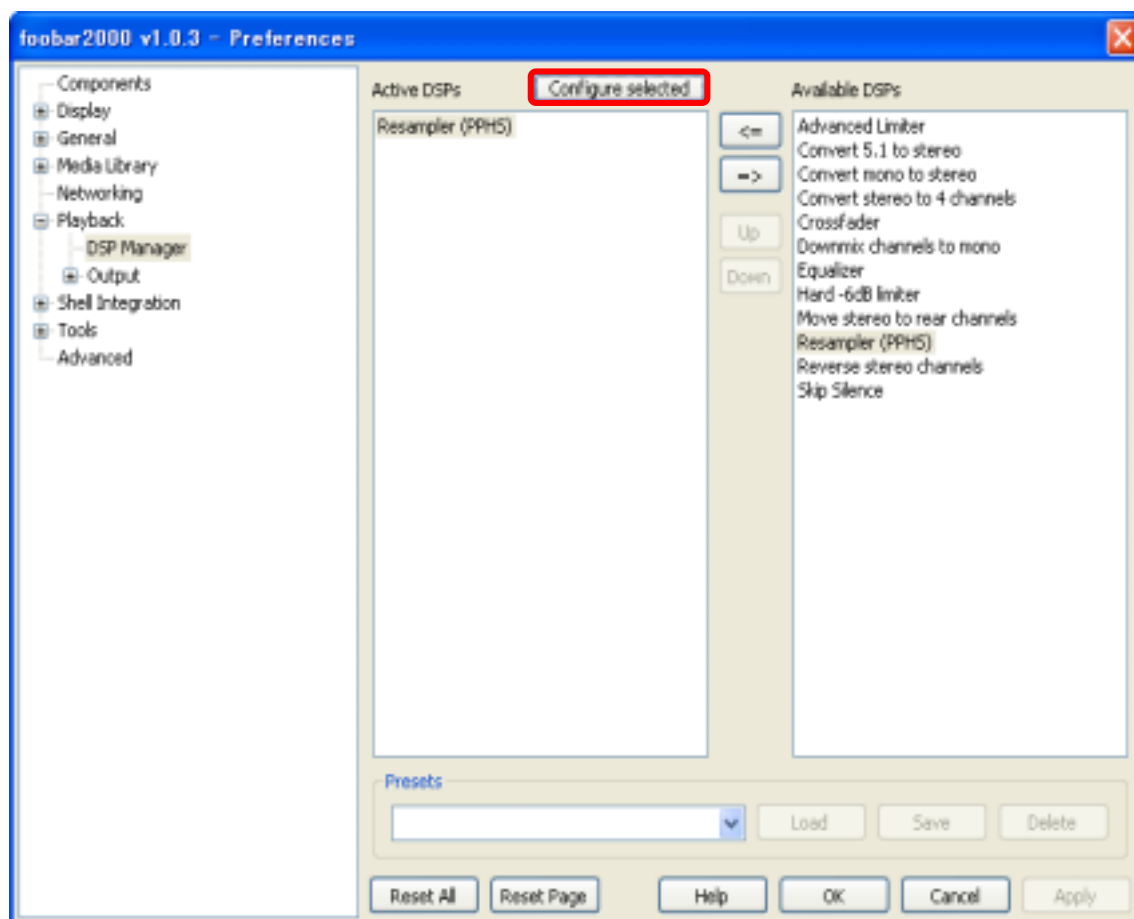 foobar2000 v1.0.3 - Preferences
Components
Display
General
Media Library
Networking
Playback
DSP Manager
Output
Shell Integration
Tools
Advanced
Active DSPs
Configure selected
Resampler (PPHS)
<=
=>
Up
Down
Available DSPs
Advanced Limiter
Convert 5.1 to stereo
Convert mono to stereo
Convert stereo to 4 channels
Crossfader
Downmix channels to mono
Equalizer
Hard -6dB limiter
Move stereo to rear channels
Resampler (PPHS)
Reverse stereo channels
Skip Silence
Presets
Load
Save
Delete
Reset All
Reset Page
Help
OK
Cancel
Apply